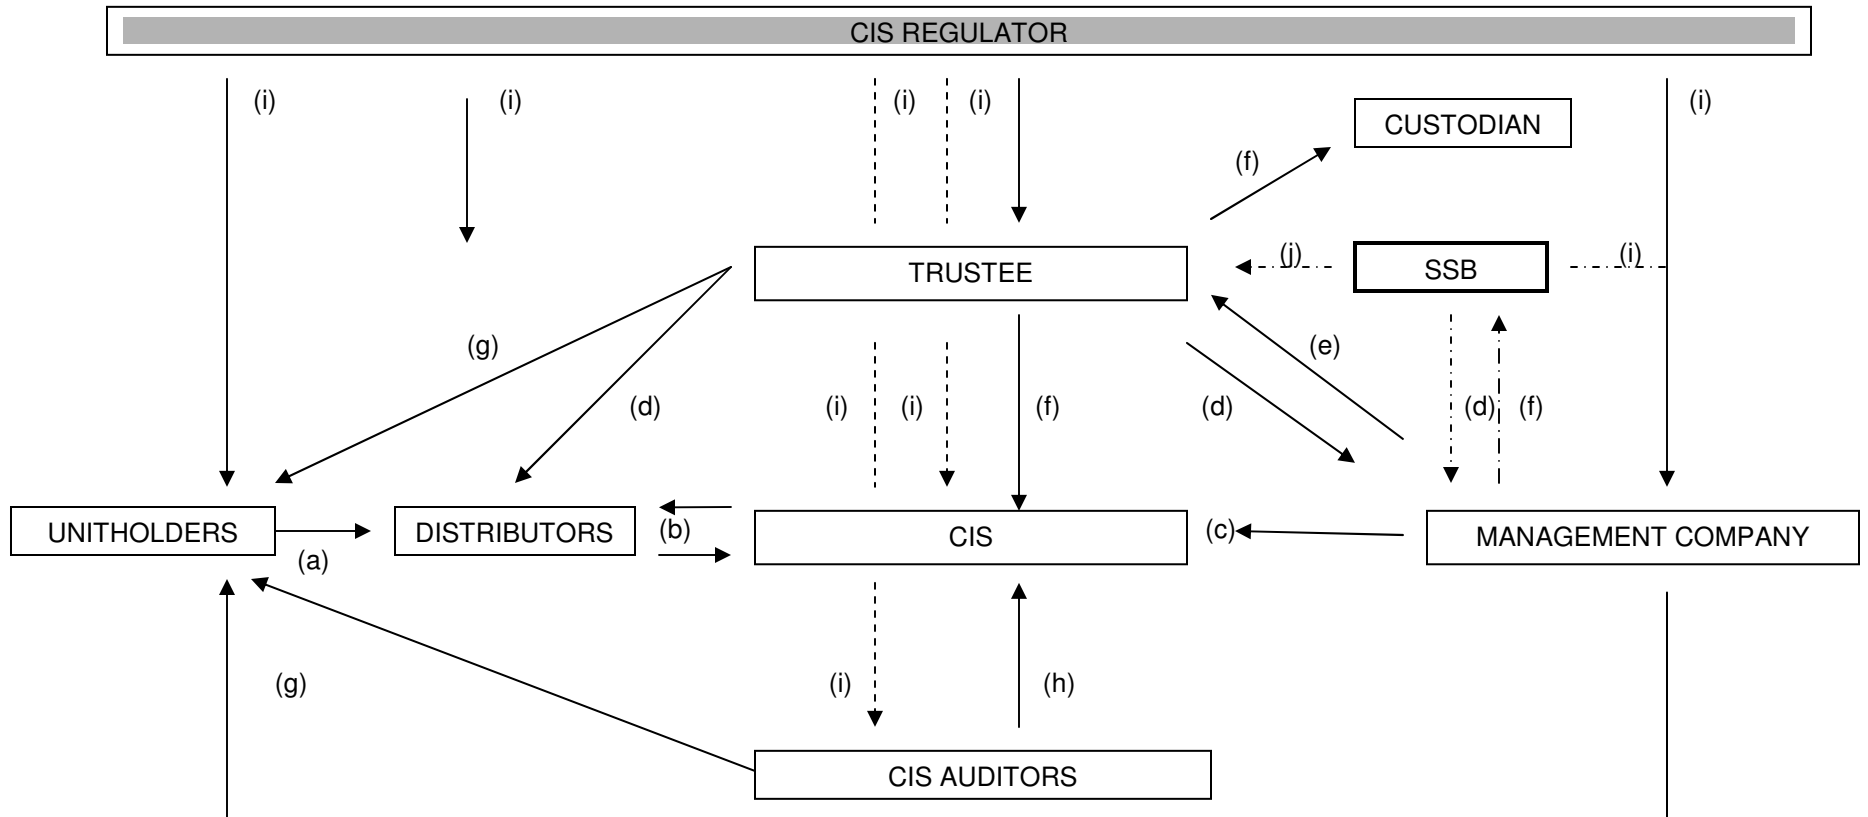 CIS REGULATOR
(i) (i) (i) (i) (i)
CUSTODIAN
(f)
(j) (i)
TRUSTEE SSB
(g) (e)
(d) (i) (i) (f) (d) (d) (f)
UNITHOLDERS DISTRIBUTORS (b) CIS (c) MANAGEMENT COMPANY
(a)
(g) (i) (h)
CIS AUDITORS